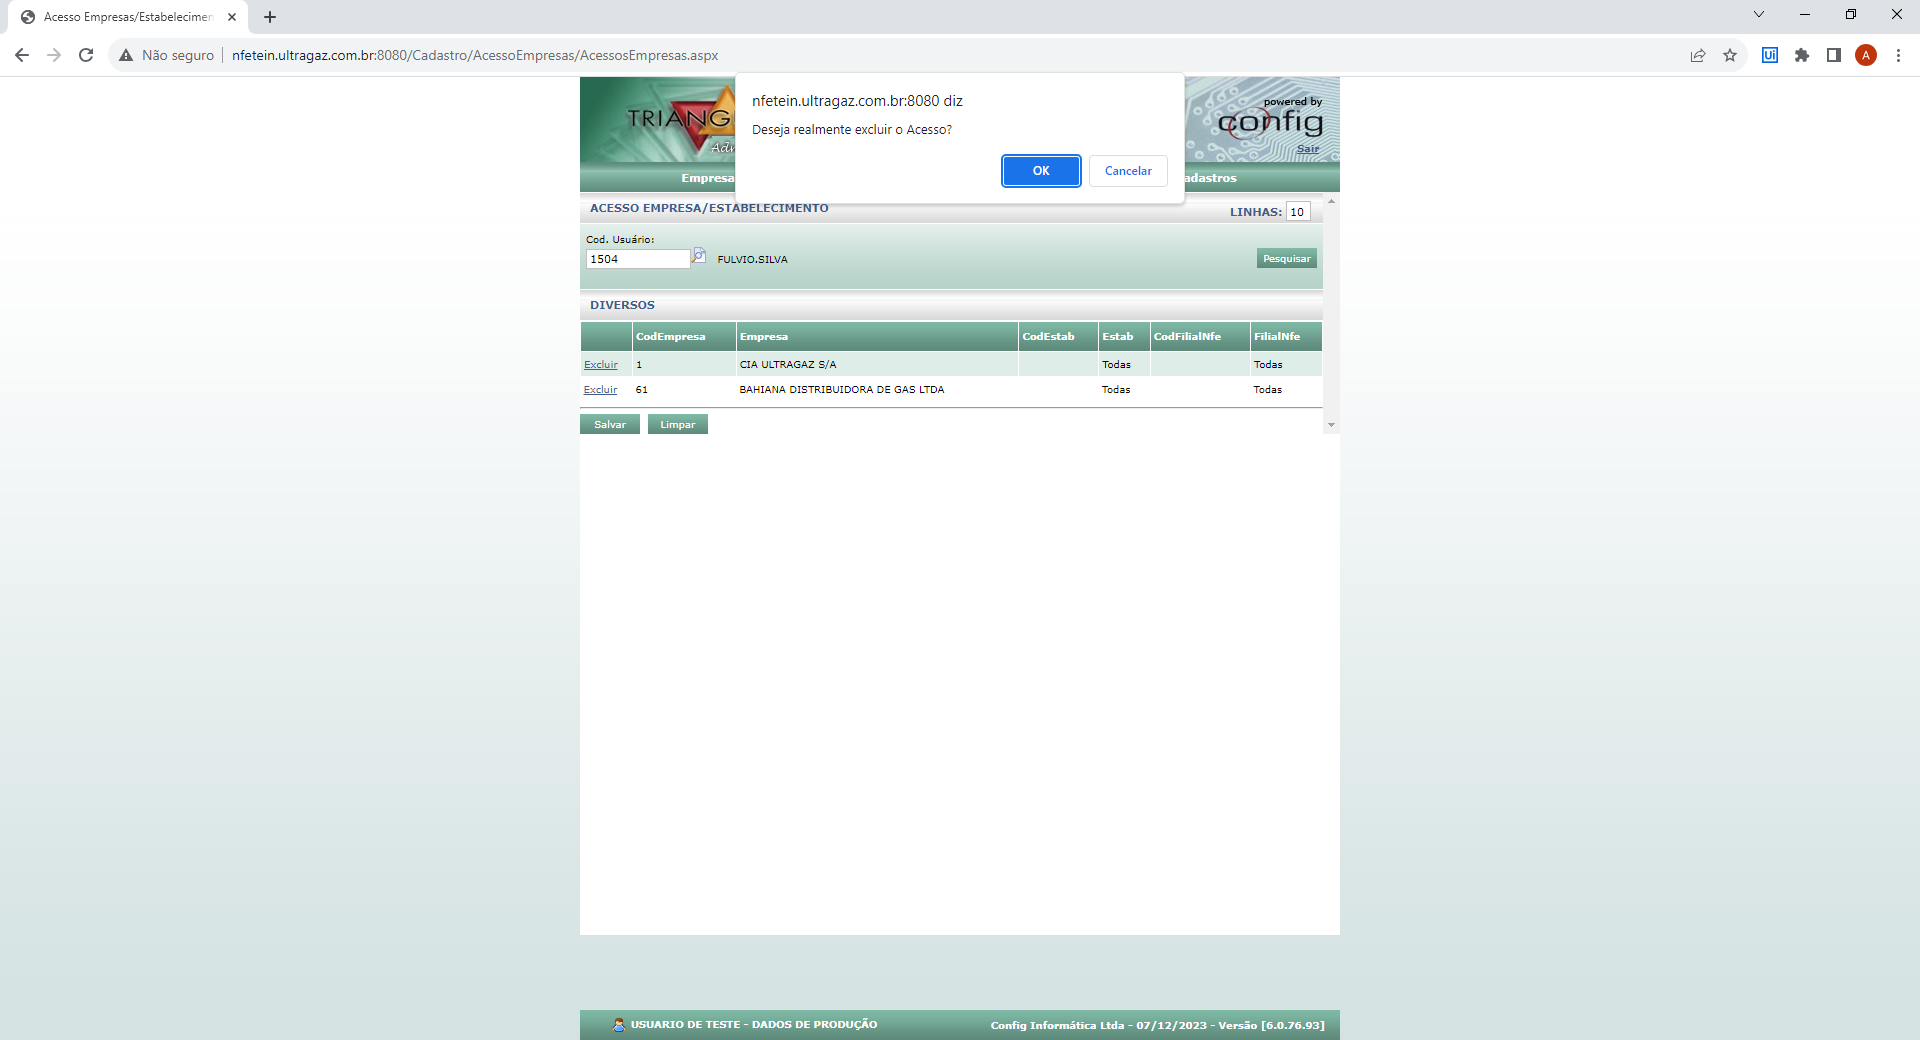 Acesso Empresas/Estabelecimen
Não seguro
nfetein.ultragaz.com.br:8080/Cadastro/AcessoEmpresas/AcessosEmpresas.aspx
Ui
A
nfetein.ultragaz.com.br:8080 diz
Deseja realmente excluir o Acesso?
OK
Cancelar
TRIANG
Adm
powered by
config
Sair
Empresa
adastros
ACESSO EMPRESA/ESTABELECIMENTO
LINHAS: 10
Cod. Usuário:
1504
FULVIO.SILVA
Pesquisar
DIVERSOS
CodEmpresa Empresa CodEstab Estab CodFilialNfe FilialNfe
Excluir 1 CIA ULTRAGAZ S/A Todas Todas
Excluir 61 BAHIANA DISTRIBUIDORA DE GAS LTDA Todas Todas
Salvar Limpar
USUARIO DE TESTE - DADOS DE PRODUÇÃO
Config Informática Ltda - 07/12/2023 - Versão [6.0.76.93]